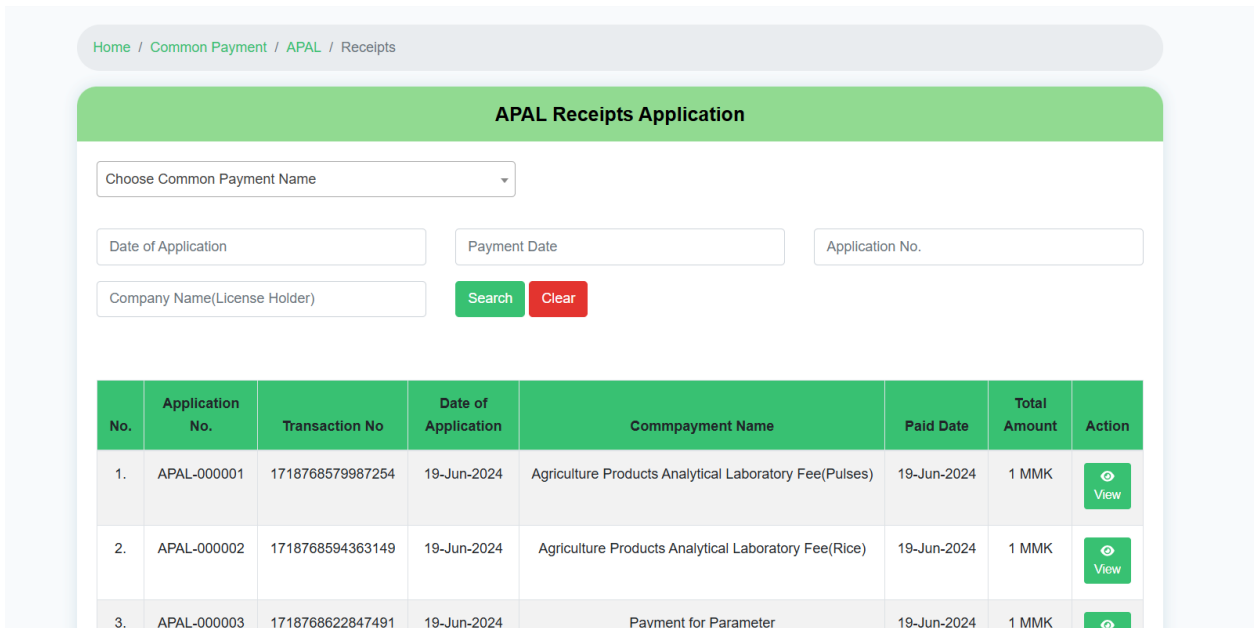 Home / Common Payment / APAL / Receipts
APAL Receipts Application
Choose Common Payment Name
Date of Application Payment Date Application No.
Company Name(License Holder) Search Clear
No. Application No. Transaction No Date of Application Commpayment Name Paid Date Total Amount Action
1. APAL-000001 1718768579987254 19-Jun-2024 Agriculture Products Analytical Laboratory Fee(Pulses) 19-Jun-2024 1 MMK View
2. APAL-000002 1718768594363149 19-Jun-2024 Agriculture Products Analytical Laboratory Fee(Rice) 19-Jun-2024 1 MMK View
3. APAL-000003 1718768622847491 19-Jun-2024 Payment for Parameter 19-Jun-2024 1 MMK